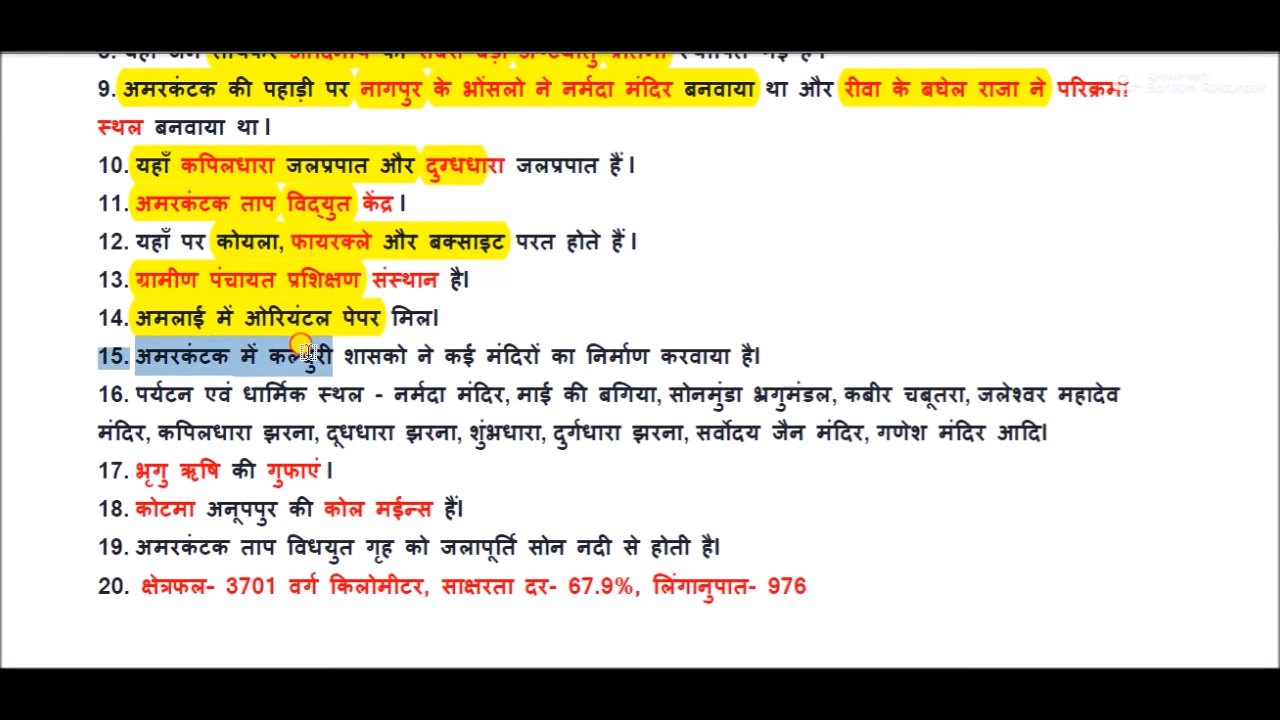 9. अमरकंटक की पहाड़ी पर नागपुर के भोंसलो ने नर्मदा मंदिर बनवाया था और रीवा के बघेल राजा ने परिक्रमा
Screen Recorder
स्थल बनवाया था।
10. यहाँ कपिलधारा जलप्रपात और दुग्धधारा जलप्रपात हैं।
11. अमरकंटक ताप विद्युत केंद्र।
12. यहाँ पर कोयला, फायरक्ले और बक्साइट परत होते हैं।
13. ग्रामीण पंचायत प्रशिक्षण संस्थान है।
14. अमलाई में ओरियंटल पेपर मिल।
15. अमरकंटक में कल्चुरी शासको ने कई मंदिरों का निर्माण करवाया है।
16. पर्यटन एवं धार्मिक स्थल - नर्मदा मंदिर, माई की बगिया, सोनमुंडा भ्रगुमंडल, कबीर चबूतरा, जलेश्वर महादेव
मंदिर, कपिलधारा झरना, दूधधारा झरना, शुंभधारा, दुर्गधारा झरना, सर्वोदय जैन मंदिर, गणेश मंदिर आदि।
17. भृगु ऋषि की गुफाएं।
18. कोटमा अनूपपुर की कोल मईन्स हैं।
19. अमरकंटक ताप विधयुत गृह को जलापूर्ति सोन नदी से होती है।
20. क्षेत्रफल- 3701 वर्ग किलोमीटर, साक्षरता दर- 67.9%, लिंगानुपात- 976